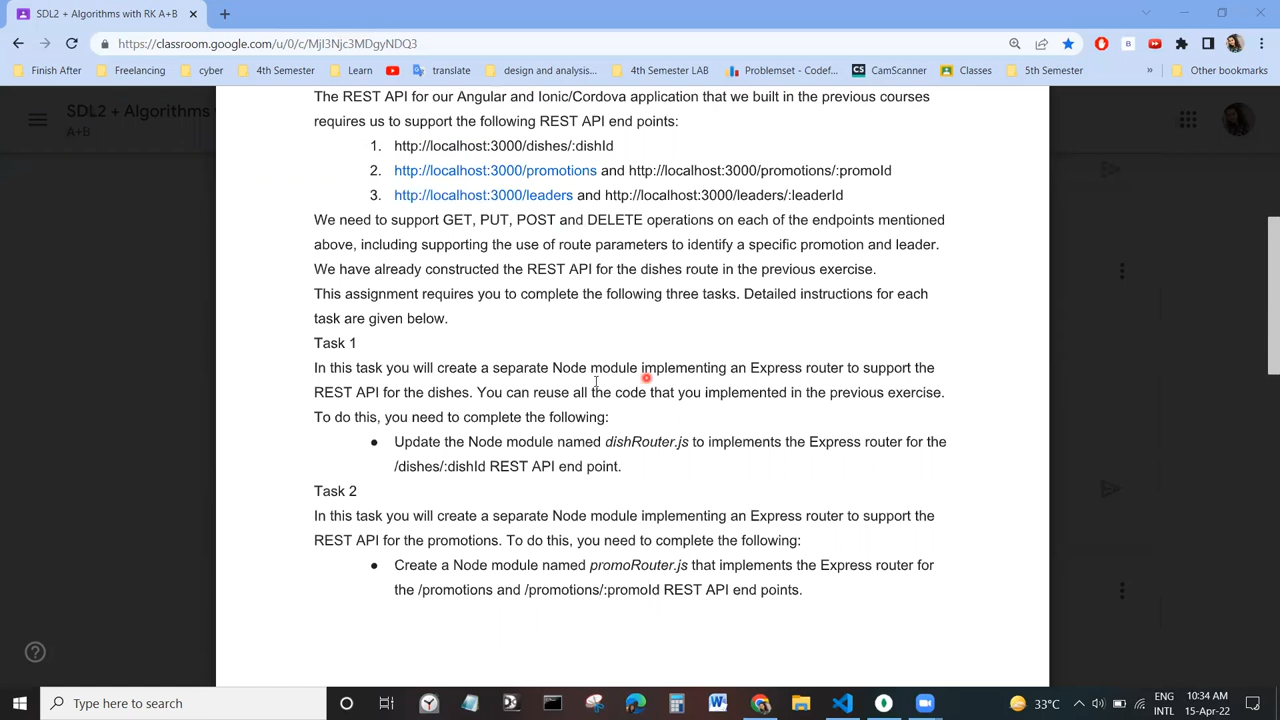 SDL2 + Algorithms with RK A+B
https://classroom.google.com/u/0/c/MjI3Njc3MDgyNDQ3
Finish After Freelancing cyber 4th Semester Learn translate design and analysis... 4th Semester LAB Problemset - Codef... CamScanner Classes 5th Semester » Other bookmarks
SDL2 + Algorithms
A+B
The REST API for our Angular and Ionic/Cordova application that we built in the previous courses
requires us to support the following REST API end points:
1. http://localhost:3000/dishes/:dishId
2. http://localhost:3000/promotions and http://localhost:3000/promotions/:promoId
3. http://localhost:3000/leaders and http://localhost:3000/leaders/:leaderId
We need to support GET, PUT, POST and DELETE operations on each of the endpoints mentioned
above, including supporting the use of route parameters to identify a specific promotion and leader.
We have already constructed the REST API for the dishes route in the previous exercise.
This assignment requires you to complete the following three tasks. Detailed instructions for each
task are given below.
Task 1
In this task you will create a separate Node module implementing an Express router to support the
REST API for the dishes. You can reuse all the code that you implemented in the previous exercise.
To do this, you need to complete the following:
● Update the Node module named dishRouter.js to implements the Express router for the
/dishes/:dishId REST API end point.
Task 2
In this task you will create a separate Node module implementing an Express router to support the
REST API for the promotions. To do this, you need to complete the following:
● Create a Node module named promoRouter.js that implements the Express router for
the /promotions and /promotions/:promoId REST API end points.
Type here to search
33°C
ENG
INTL
10:34 AM
15-Apr-22